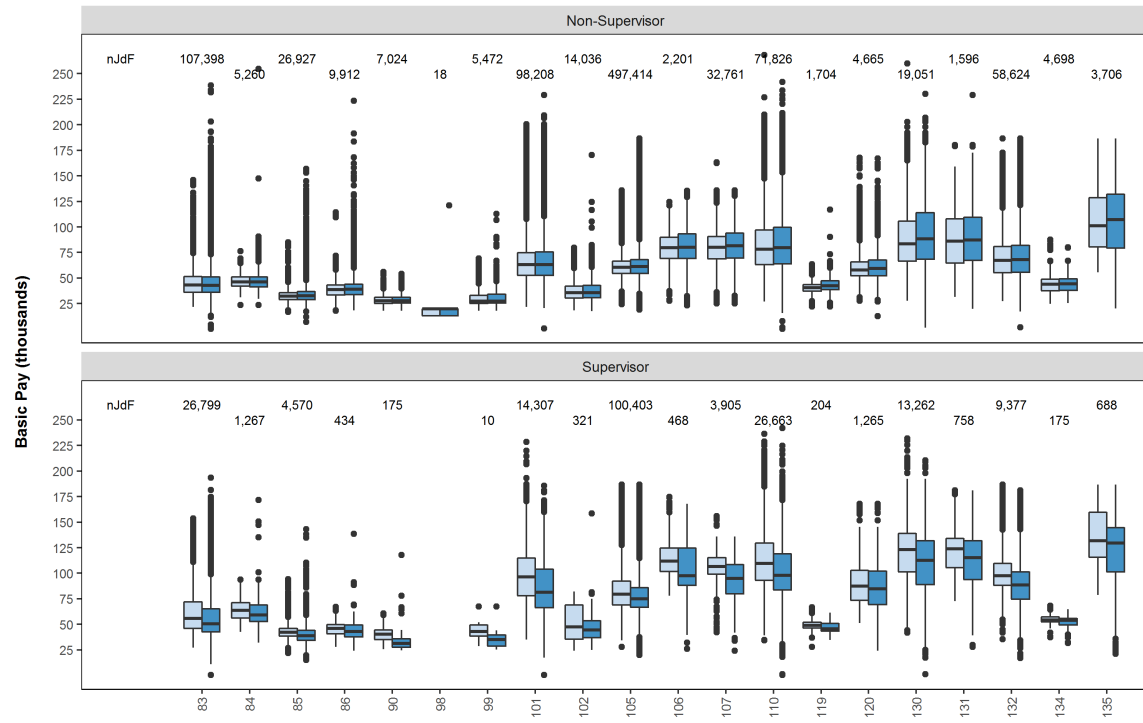 Non-Supervisor
nJdF 107,398 26,927 7,024 5,472 14,036 2,201 71,826 4,665 1,596 4,698
5,260 9,912 18 98,208 497,414 32,761 1,704 19,051 58,624 3,706
250
225
200
175
150
125
100
75
50
25
Basic Pay (thousands)
Supervisor
nJdF 26,799 4,570 175 14,307 100,403 3,905 204 13,262 9,377 688
1,267 434 10 321 468 26,663 1,265 758 175
250
225
200
175
150
125
100
75
50
25
83 84 85 86 90 98 99 101 102 105 106 107 110 119 120 130 131 132 134 135